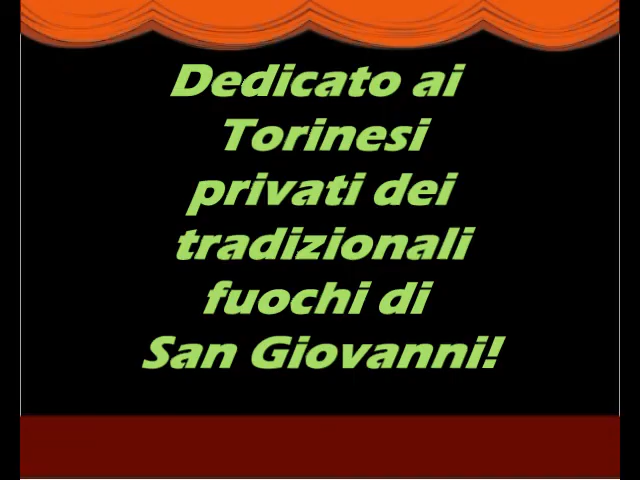 Dedicato ai
Torinesi
privati dei
tradizionali
fuochi di
San Giovanni!